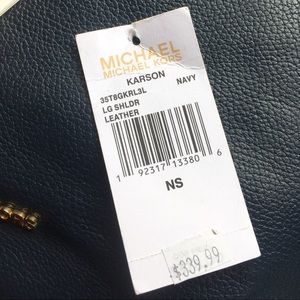 MICHAEL
MICHAEL KORS
KARSON
35T8GKRL3L NAVY
LG SHLDR
LEATHER
1 92317 13380 6
NS
$339.99